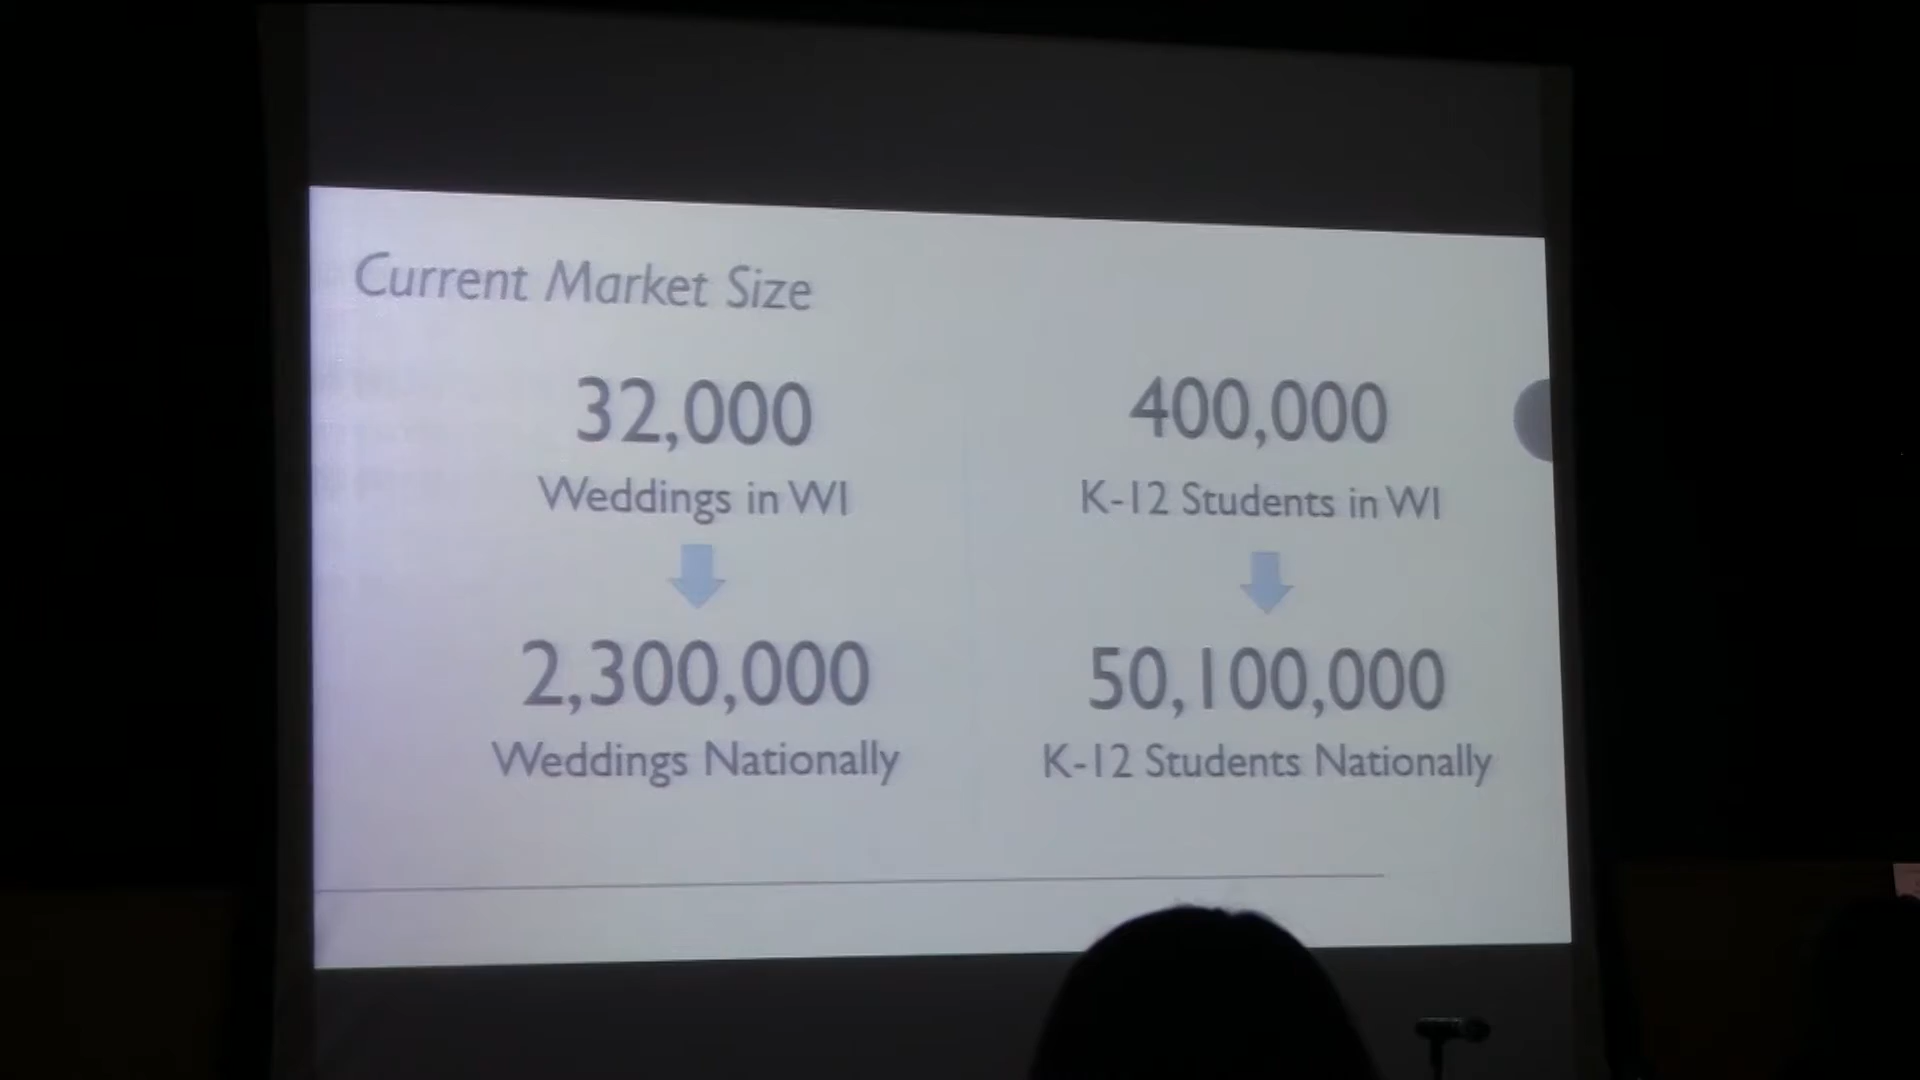 Current Market Size
32,000
Weddings in WI
2,300,000
Weddings Nationally
400,000
K-12 Students in WI
50,100,000
K-12 Students Nationally